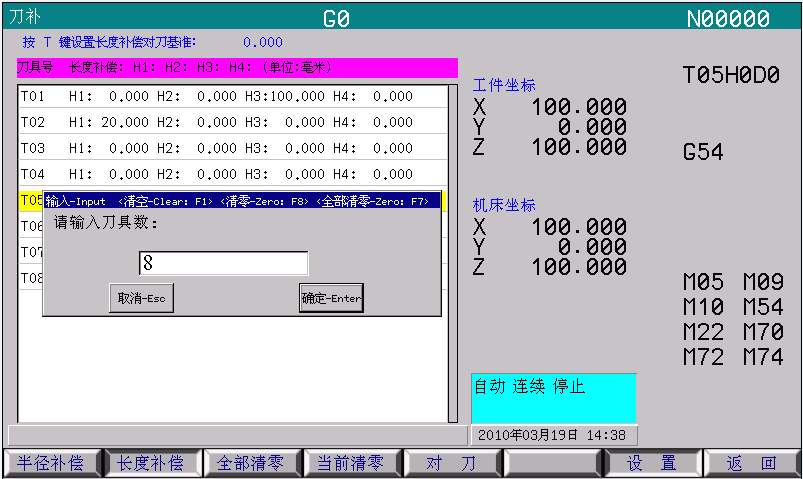 刀补 G0 N00000
按 T 键设置长度补偿对刀基准: 0.000
刀具号 长度补偿: H1: H2: H3: H4: (单位:毫米)
T01 H1: 0.000 H2: 0.000 H3:100.000 H4: 0.000
T02 H1: 20.000 H2: 0.000 H3: 0.000 H4: 0.000
T03 H1: 0.000 H2: 0.000 H3: 0.000 H4: 0.000
T04 H1: 0.000 H2: 0.000 H3: 0.000 H4: 0.000
T05
T06
T07
T08
输入-Input <清空-Clear: F1> <清零-Zero: F8> <全部清零-Zero: F7>
请输入刀具数:
8
取消-Esc 确定-Enter
工件坐标
X 100.000
Y 0.000
Z 100.000
机床坐标
X 100.000
Y 0.000
Z 100.000
T05H0D0
G54
M05 M09
M10 M54
M22 M70
M72 M74
自动 连续 停止
2010年03月19日 14:38
半径补偿 长度补偿 全部清零 当前清零 对 刀 设 置 返 回